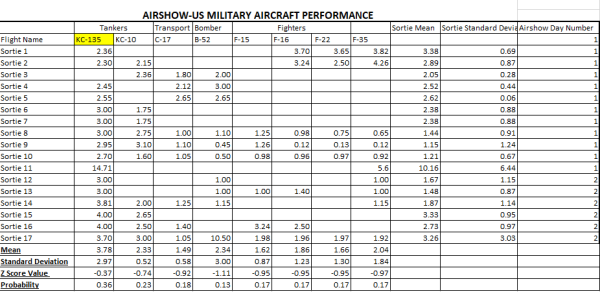 AIRSHOW-US MILITARY AIRCRAFT PERFORMANCE
Tankers Transport Bomber Fighters Sortie Mean Sortie Standard Devia Airshow Day Number
Flight Name KC-135 KC-10 C-17 B-52 F-15 F-16 F-22 F-35 1
Sortie 1 2.36 3.70 3.65 3.82 3.38 0.69 1
Sortie 2 2.30 2.15 3.24 2.50 4.26 2.89 0.87 1
Sortie 3 2.36 1.80 2.00 2.05 0.28 1
Sortie 4 2.45 2.12 3.00 2.52 0.44 1
Sortie 5 2.55 2.65 2.65 2.62 0.06 1
Sortie 6 3.00 1.75 2.38 0.88 1
Sortie 7 3.00 1.75 2.38 0.88 1
Sortie 8 3.00 2.75 1.00 1.10 1.25 0.98 0.75 0.65 1.44 0.91 1
Sortie 9 2.95 3.10 1.10 0.45 1.26 0.12 0.13 0.12 1.15 1.24 1
Sortie 10 2.70 1.60 1.05 0.50 0.98 0.96 0.97 0.92 1.21 0.67 1
Sortie 11 14.71 5.6 10.16 6.44 1
Sortie 12 3.00 1.00 1.00 1.67 1.15 2
Sortie 13 3.00 1.00 1.00 1.40 1.00 1.48 0.87 2
Sortie 14 3.81 2.00 1.25 1.15 1.15 1.87 1.14 2
Sortie 15 4.00 2.65 3.33 0.95 2
Sortie 16 4.00 2.50 1.40 3.24 2.50 2.73 0.97 2
Sortie 17 3.70 3.00 1.05 10.50 1.98 1.96 1.97 1.92 3.26 3.03 2
Mean 3.78 2.33 1.49 2.34 1.62 1.86 1.66 2.04
Standard Deviation 2.97 0.52 0.58 3.00 0.87 1.23 1.30 1.84
Z Score Value -0.37 -0.74 -0.92 -1.11 -0.95 -0.95 -0.95 -0.97
Probability 0.36 0.23 0.18 0.13 0.17 0.17 0.17 0.17